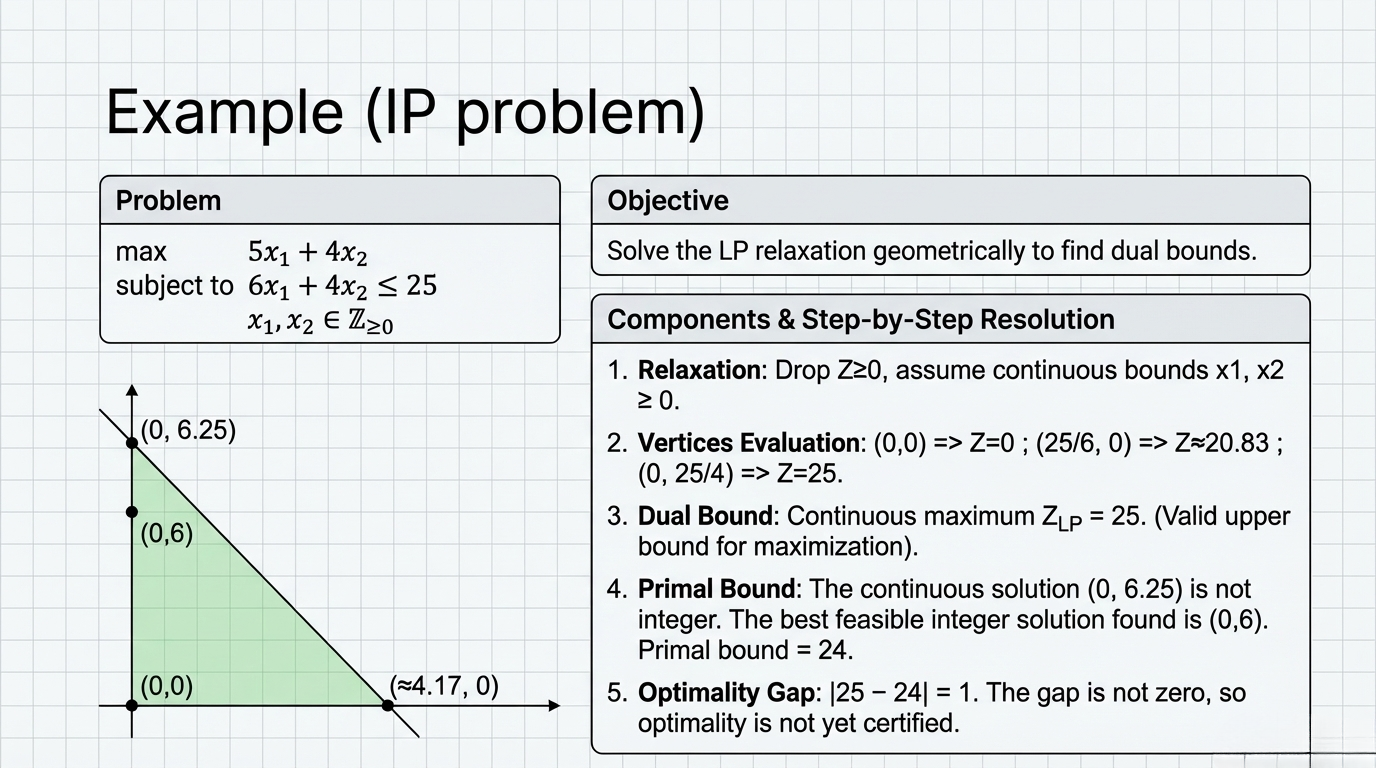 Example (IP problem)
Problem
max 5x₁ + 4x₂
subject to 6x₁ + 4x₂ ≤ 25
x₁, x₂ ∈ ℤ≥0
(0, 6.25)
(0,6)
(0,0)
(≈4.17, 0)
Objective
Solve the LP relaxation geometrically to find dual bounds.
Components & Step-by-Step Resolution
1. Relaxation: Drop Z≥0, assume continuous bounds x1, x2
≥ 0.
2. Vertices Evaluation: (0,0) => Z=0 ; (25/6, 0) => Z≈20.83 ;
(0, 25/4) => Z=25.
3. Dual Bound: Continuous maximum Z_LP = 25. (Valid upper
bound for maximization).
4. Primal Bound: The continuous solution (0, 6.25) is not
integer. The best feasible integer solution found is (0,6).
Primal bound = 24.
5. Optimality Gap: |25 − 24| = 1. The gap is not zero, so
optimality is not yet certified.